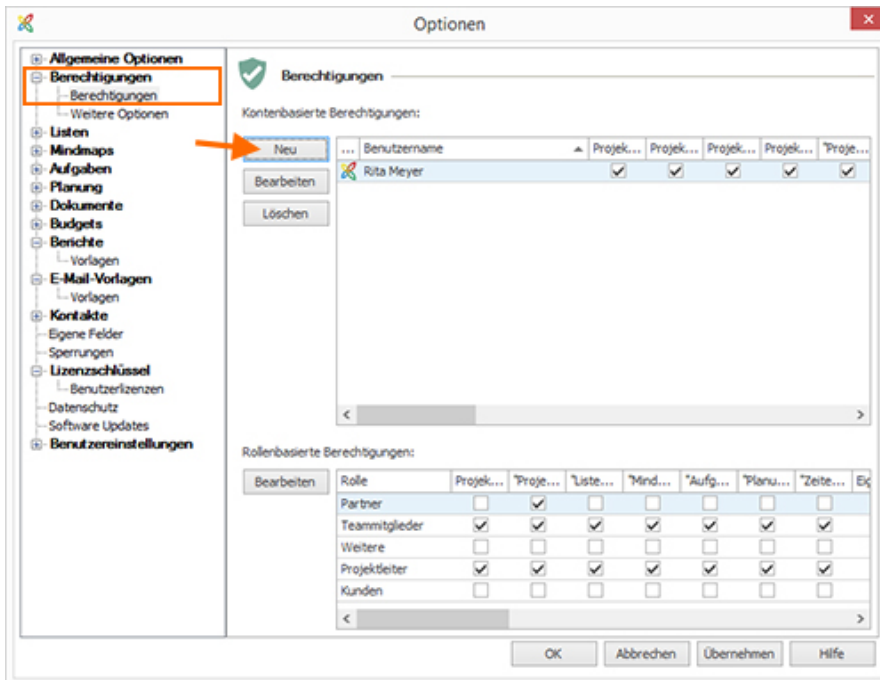 Optionen
Allgemeine Optionen
Berechtigungen
Berechtigungen
Weitere Optionen
Listen
Mindmaps
Aufgaben
Planung
Dokumente
Budgets
Berichte
Vorlagen
E-Mail-Vorlagen
Vorlagen
Kontakte
Eigene Felder
Sperrungen
Lizenzschlüssel
Benutzerlizenzen
Datenschutz
Software Updates
Benutzereinstellungen
Berechtigungen
Kontenbasierte Berechtigungen:
Neu
Bearbeiten
Löschen
... Benutzername Projek... Projek... Projek... Projek... "Proje...
Rita Meyer
Rollenbasierte Berechtigungen:
Bearbeiten
Rolle Projek... "Proje... "Liste... "Mind... "Aufg... "Planu... "Zeite... Eig
Partner
Teammitglieder
Weitere
Projektleiter
Kunden
OK Abbrechen Übernehmen Hilfe